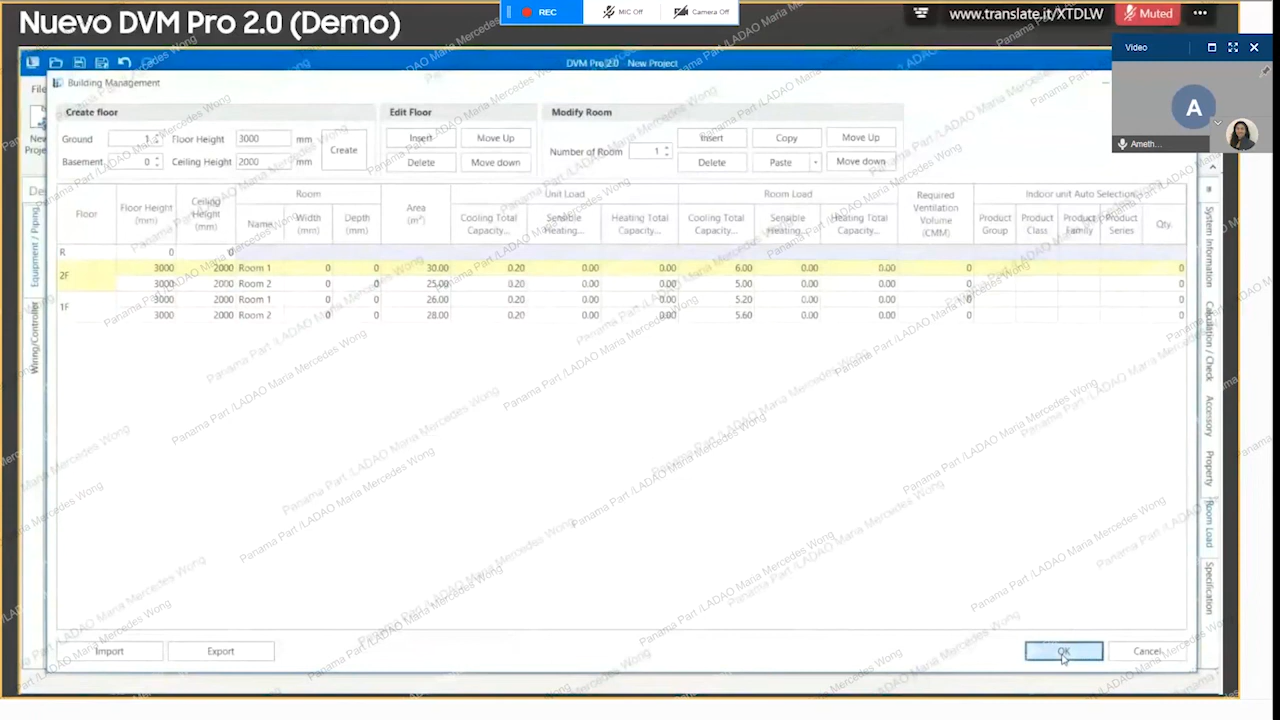 Nuevo DVM Pro 2.0 (Demo)
REC
MIC Off
Camera Off
www.translate.it/XTDLW
Muted
Video
A
Ameth...
DVM Pro 2.0 New Project
File
New
Project
Building Management
Create floor
Edit Floor
Modify Room
Ground 1 Floor Height 3000 mm
Basement 0 Ceiling Height 2000 mm
Create
Insert Move Up
Delete Move down
Number of Room 1
Insert Copy Move Up
Delete Paste Move down
Floor
Floor Height (mm)
Ceiling Height (mm)
Room
Name
Width (mm)
Depth (mm)
Area (m²)
Unit Load
Cooling Total Capacity...
Sensible Heating...
Heating Total Capacity...
Room Load
Cooling Total Capacity...
Sensible Heating...
Heating Total Capacity...
Required Ventilation Volume (CMM)
Indoor unit Auto Selection
Product Group
Product Class
Product Family
Product Series
Qty.
R 0 0
2F 3000 2000 Room 1 0 0 30.00 0.20 0.00 0.00 6.00 0.00 0.00 0 0
3000 2000 Room 2 0 0 25.00 0.20 0.00 0.00 5.00 0.00 0.00 0 0
1F 3000 2000 Room 1 0 0 26.00 0.20 0.00 0.00 5.20 0.00 0.00 0 0
3000 2000 Room 2 0 0 28.00 0.20 0.00 0.00 5.60 0.00 0.00 0 0
Equipment / Piping
Wiring/Controller
System Information
Calculation / Check
Accessory
Property
Room Load
Specification
Import
Export
OK
Cancel
Panama Part /LADAO Maria Mercedes Wong